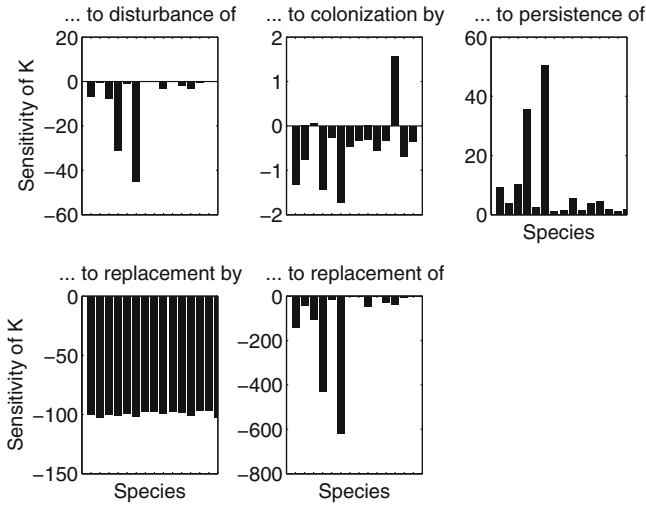 ... to disturbance of
... to colonization by
... to persistence of
Sensitivity of K
20
0
−20
−40
−60
2
1
0
−1
−2
60
40
20
0
Species
... to replacement by
... to replacement of
Sensitivity of K
0
−50
−100
−150
0
−200
−400
−600
−800
Species
Species